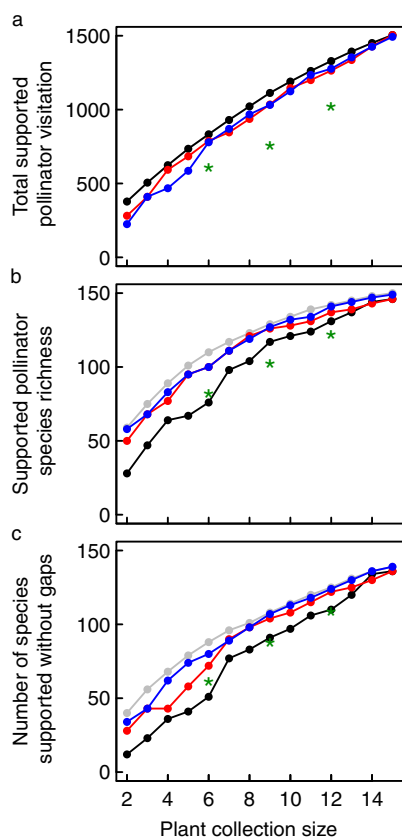 a
Total supported
pollinator visitation
1500
1000
500
0
b
Supported pollinator
species richness
150
100
50
0
c
Number of species
supported without gaps
150
100
50
0
2 4 6 8 10 12 14
Plant collection size